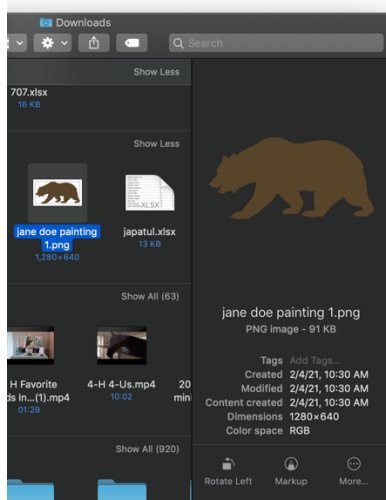 Downloads
Search
Show Less
707.xlsx
16 KB
Show Less
jane doe painting
1.png
1,280×640
XLSX
japatul.xlsx
13 KB
Show All (63)
H Favorite
ds In...(1).mp4
01:29
4-H 4-Us.mp4
10:02
20
mini
Show All (920)
jane doe painting 1.png
PNG image - 91 KB
Tags Add Tags...
Created 2/4/21, 10:30 AM
Modified 2/4/21, 10:30 AM
Content created 2/4/21, 10:30 AM
Dimensions 1280×640
Color space RGB
Rotate Left
Markup
More...